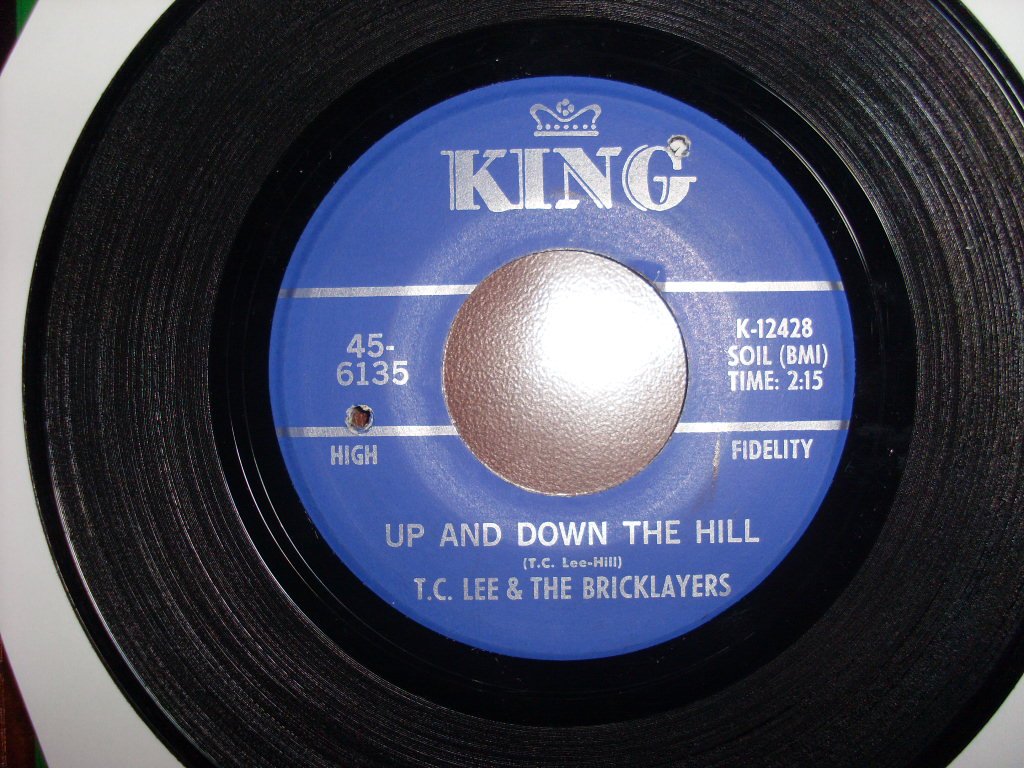 KING
45-
6135
K-12428
SOIL (BMI)
TIME: 2:15
HIGH
FIDELITY
UP AND DOWN THE HILL
(T.C. Lee-Hill)
T.C. LEE & THE BRICKLAYERS